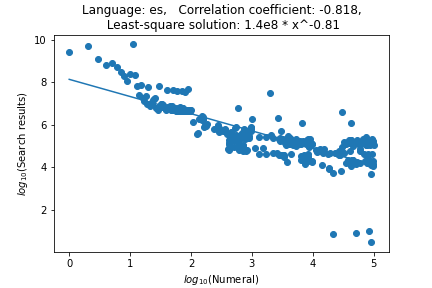 Language: es, Correlation coefficient: -0.818,
Least-square solution: 1.4e8 * x^-0.81
10
8
6
4
2
log10(Search results)
0
1
2
3
4
5
log10(Numeral)